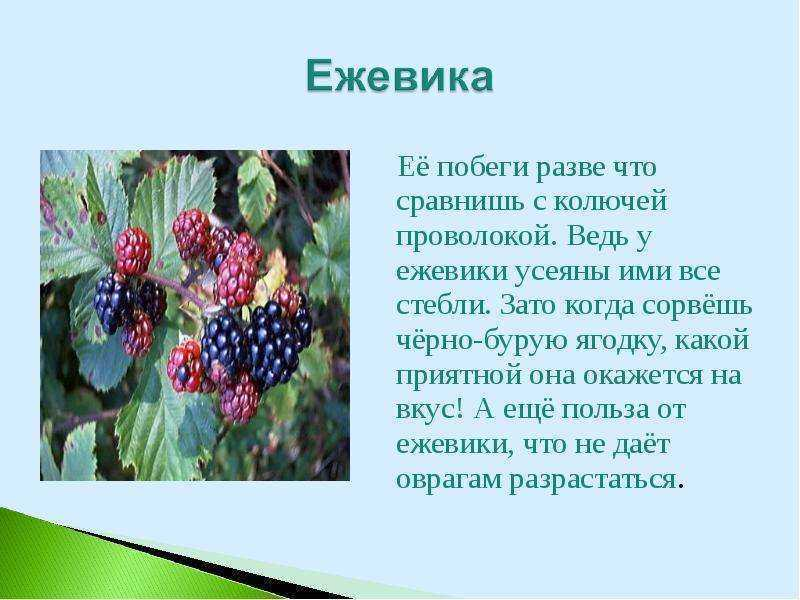 Ежевика
Её побеги разве что
сравнишь с колючей
проволокой. Ведь у
ежевики усеяны ими все
стебли. Зато когда сорвёшь
чёрно-бурую ягодку, какой
приятной она окажется на
вкус! А ещё польза от
ежевики, что не даёт
оврагам разрастаться.